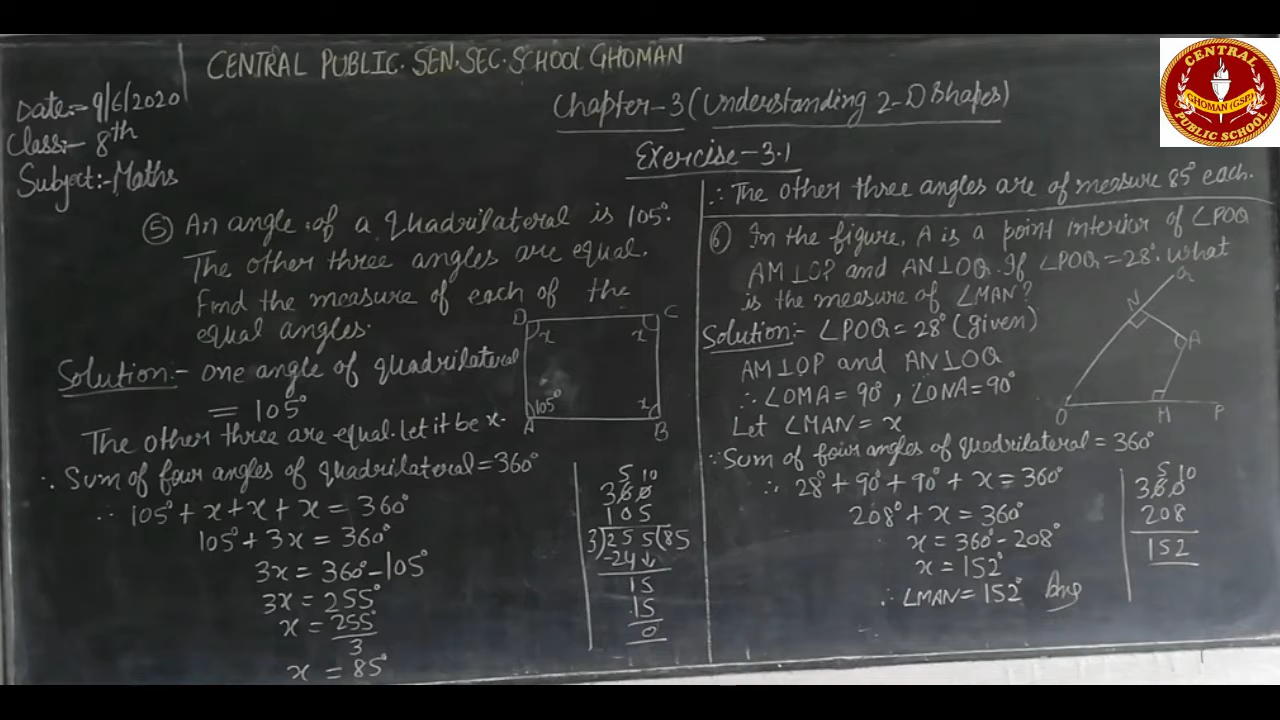 CENTRAL PUBLIC. SEN. SEC. SCHOOL GHOMAN
Date:- 9/6/2020
Class:- 8th
Subject:- Maths
Chapter-3 (Understanding 2-D Shapes)
Exercise-3.1
⑤ An angle of a quadrilateral is 105°.
The other three angles are equal.
Find the measure of each of the
equal angles.
D C
x x
105° x
A B
Solution:- one angle of quadrilateral
= 105°
The other three are equal. let it be x.
∴ Sum of four angles of quadrilateral = 360°
∴ 105° + x + x + x = 360°
105° + 3x = 360°
3x = 360° - 105°
3x = 255°
x = 255°
3
x = 85°
5 10
360
105
3)255(85
-24↓
15
15
0
∴ The other three angles are of measure 85° each.
⑥ In the figure, A is a point interior of ∠POQ
AM⊥OP and AN⊥OQ. If ∠POQ = 28°. What
is the measure of ∠MAN?
Q
N
A
O M P
Solution:- ∠POQ = 28° (given)
AM⊥OP and AN⊥OQ
∴ ∠OMA = 90°, ∠ONA = 90°
Let ∠MAN = x
∵ Sum of four angles of quadrilateral = 360°
∴ 28° + 90° + 90° + x = 360°
208° + x = 360°
x = 360° - 208°
x = 152°
∴ ∠MAN = 152° Ans
5 10
360
208
152
CENTRAL
GHOMAN (GSP)
PUBLIC SCHOOL